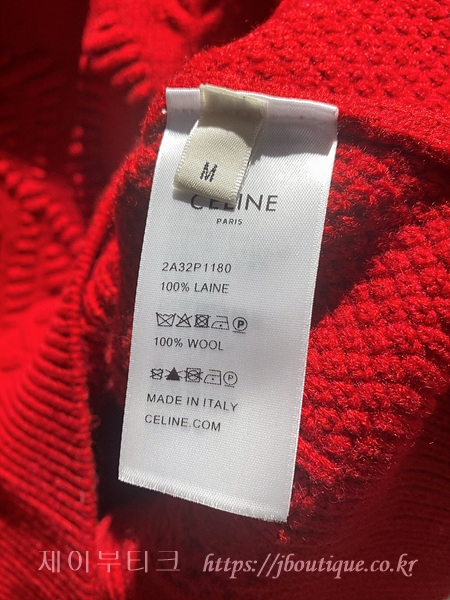 M
CELINE
PARIS
2A32P1180
100% LAINE
100% WOOL
MADE IN ITALY
CELINE.COM
제이부티크 https://jboutique.co.kr